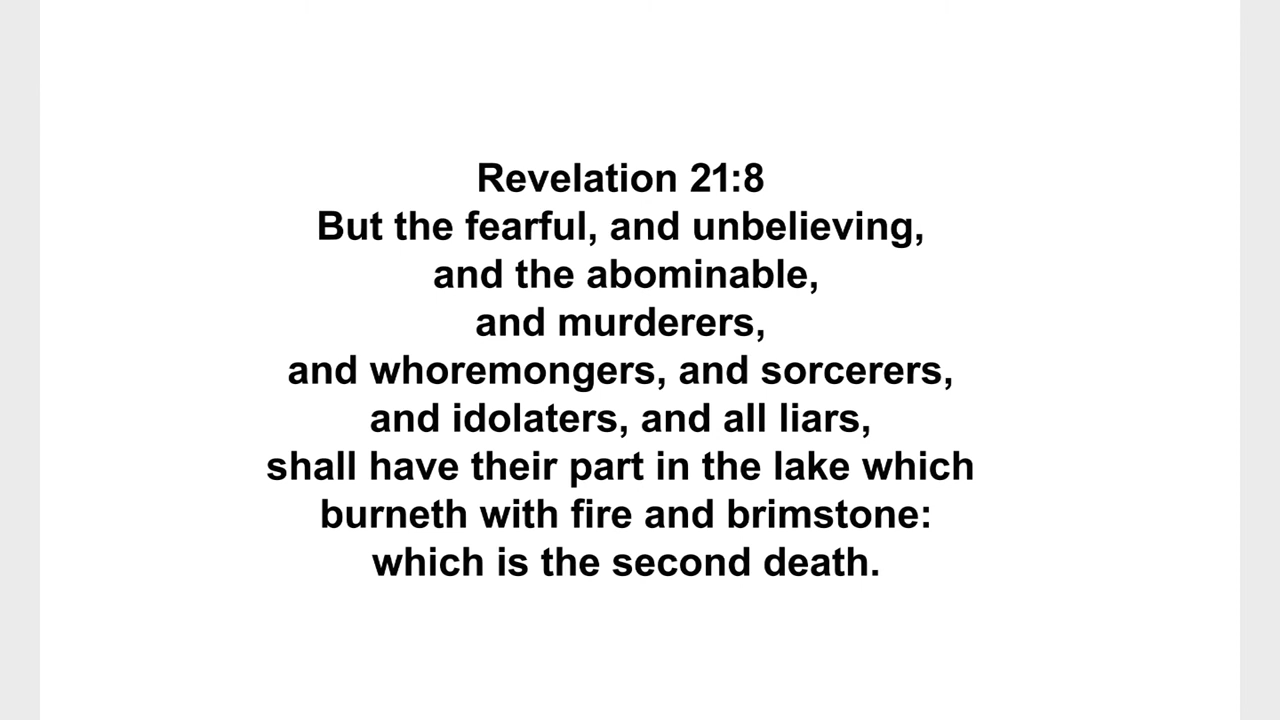 Revelation 21:8
But the fearful, and unbelieving,
and the abominable,
and murderers,
and whoremongers, and sorcerers,
and idolaters, and all liars,
shall have their part in the lake which
burneth with fire and brimstone:
which is the second death.